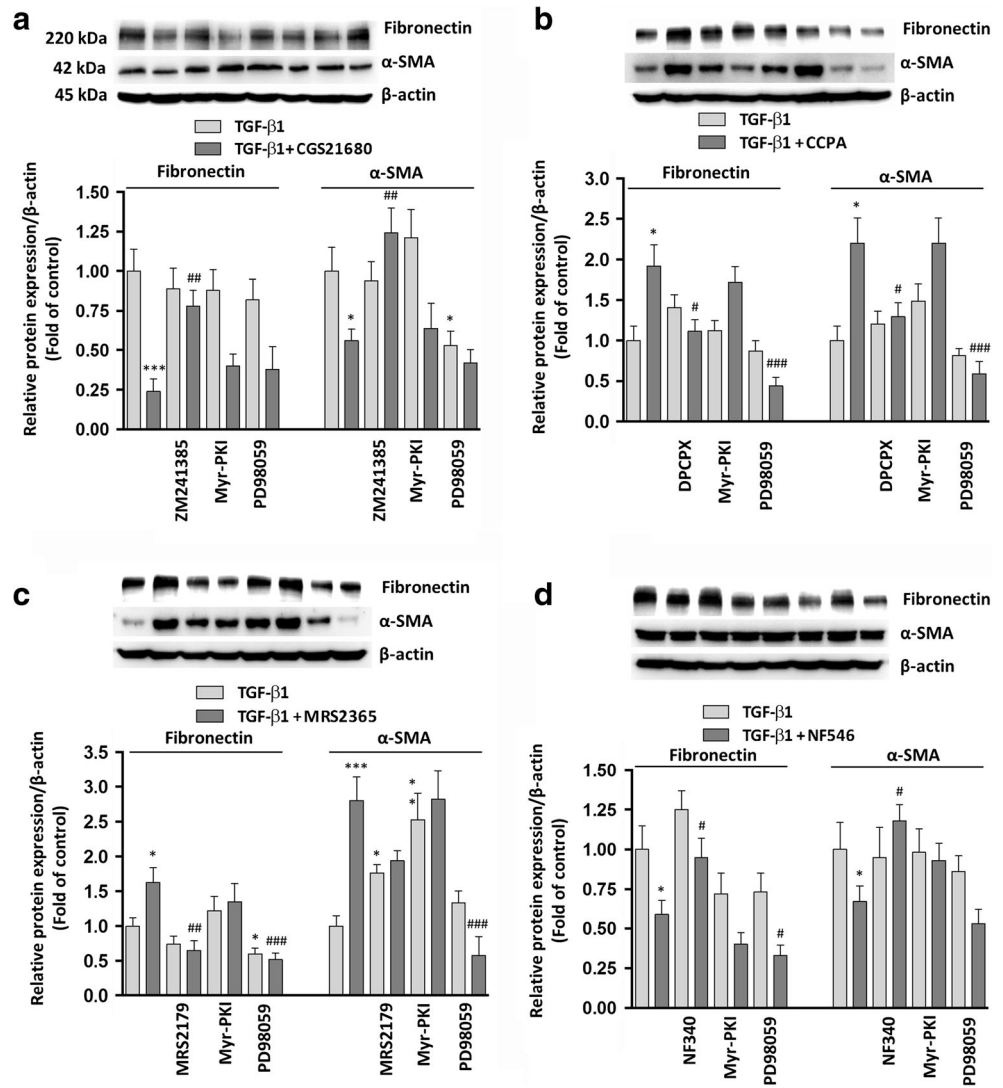 a
220 kDa
Fibronectin
42 kDa
α-SMA
45 kDa
β-actin
TGF-β1
TGF-β1+CGS21680
Fibronectin
α-SMA
Relative protein expression/β-actin
(Fold of control)
1.50
1.25
1.00
0.75
0.50
0.25
0.00
***
##
*
##
*
ZM241385
Myr-PKI
PD98059
ZM241385
Myr-PKI
PD98059
b
Fibronectin
α-SMA
β-actin
TGF-β1
TGF-β1 +CCPA
Fibronectin
α-SMA
Relative protein expression/β-actin
(Fold of control)
3.0
2.5
2.0
1.5
1.0
0.5
0.0
*
#
###
*
#
###
DPCPX
Myr-PKI
PD98059
DPCPX
Myr-PKI
PD98059
c
Fibronectin
α-SMA
β-actin
TGF-β1
TGF-β1 +MRS2365
Fibronectin
α-SMA
Relative protein expression/β-actin
(Fold of control)
3.5
3.0
2.5
2.0
1.5
1.0
0.5
0.0
*
##
*
###
***
*
*
*
###
MRS2179
Myr-PKI
PD98059
MRS2179
Myr-PKI
PD98059
d
Fibronectin
α-SMA
β-actin
TGF-β1
TGF-β1 +NF546
Fibronectin
α-SMA
Relative protein expression/β-actin
(Fold of control)
1.50
1.25
1.00
0.75
0.50
0.25
0.00
*
#
#
*
#
NF340
Myr-PKI
PD98059
NF340
Myr-PKI
PD98059